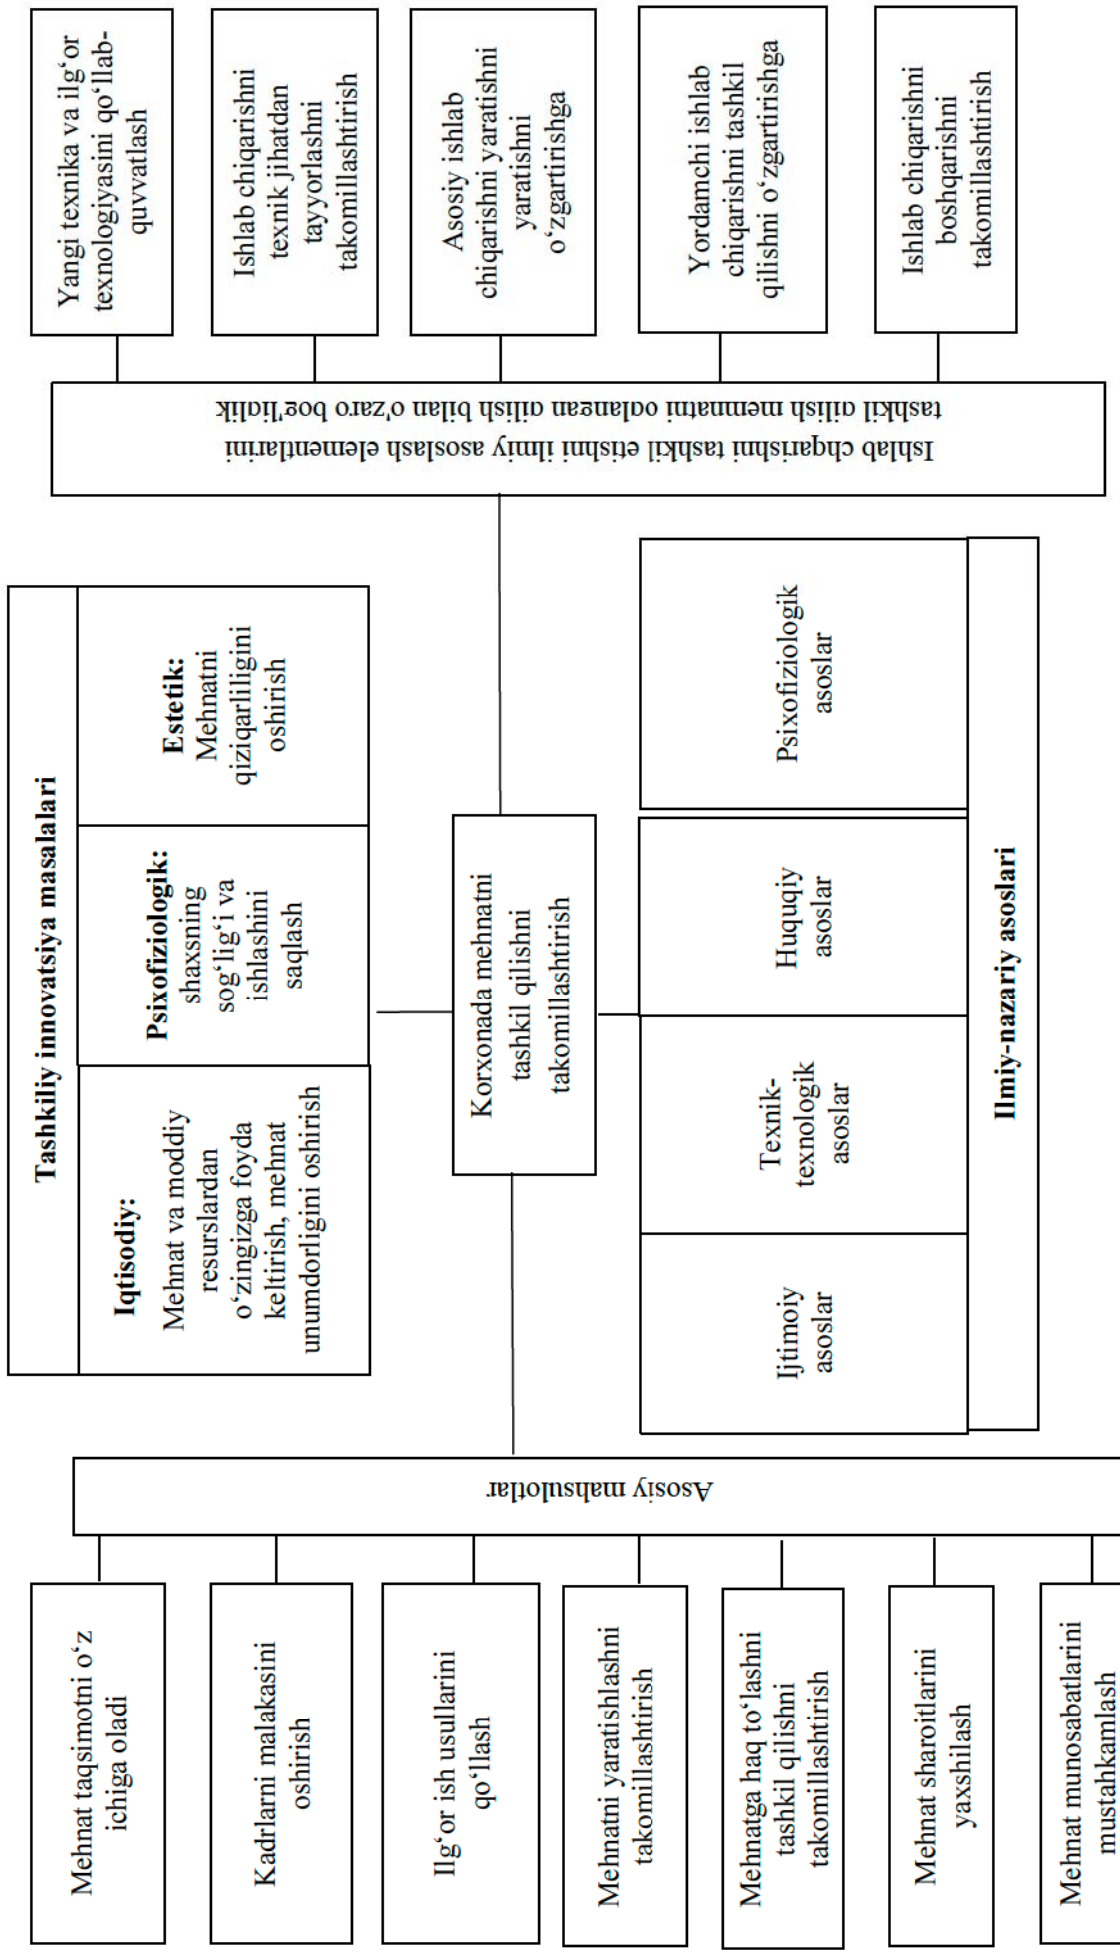 Mehnat taqsimotni o‘z
ichiga oladi
Kadrlarni malakasini
oshirish
Ilg‘or ish usullarini
qo‘llash
Mehnatni yaratishlashni
takomillashtirish
Mehnatga haq to‘lashni
tashkil qilishni
takomillashtirish
Mehnat sharoitlarini
yaxshilash
Mehnat munosabatlarini
mustahkamlash
Asosiy mahsulotlar
Tashkiliy innovatsiya masalalari
Iqtisodiy:
Mehnat va moddiy
resurslardan
o‘zingizga foyda
keltirish, mehnat
unumdorligini oshirish
Psixofiziologik:
shaxsning
sog‘lig‘i va
ishlashini
saqlash
Estetik:
Mehnatni
qiziqarliligini
oshirish
Korxonada mehnatni
tashkil qilishni
takomillashtirish
Ijtimoiy
asoslar
Texnik-
texnologik
asoslar
Huquqiy
asoslar
Psixofiziologik
asoslar
Ilmiy-nazariy asoslari
Ishlab chqarishni tashkil etishni ilmiy asoslash elementlarini
tashkil qilish memnatni odlangan qilish bilan o'zaro bog'liqlik
Yangi texnika va ilg‘or
texnologiyasini qo‘llab-
quvvatlash
Ishlab chiqarishni
texnik jihatdan
tayyorlashni
takomillashtirish
Asosiy ishlab
chiqarishni yaratishni
yaratishni
o‘zgartirishga
Yordamchi ishlab
chiqarishni tashkil
qilishni o‘zgartirishga
Ishlab chiqarishni
boshqarishni
takomillashtirish